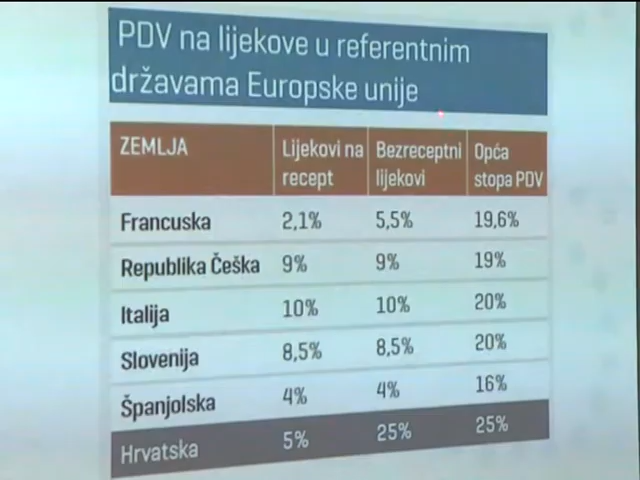 PDV na lijekove u referentnim
državama Europske unije
ZEMLJA Lijekovi na recept Bezreceptni lijekovi Opća stopa PDV
Francuska 2,1% 5,5% 19,6%
Republika Češka 9% 9% 19%
Italija 10% 10% 20%
Slovenija 8,5% 8,5% 20%
Španjolska 4% 4% 16%
Hrvatska 5% 25% 25%